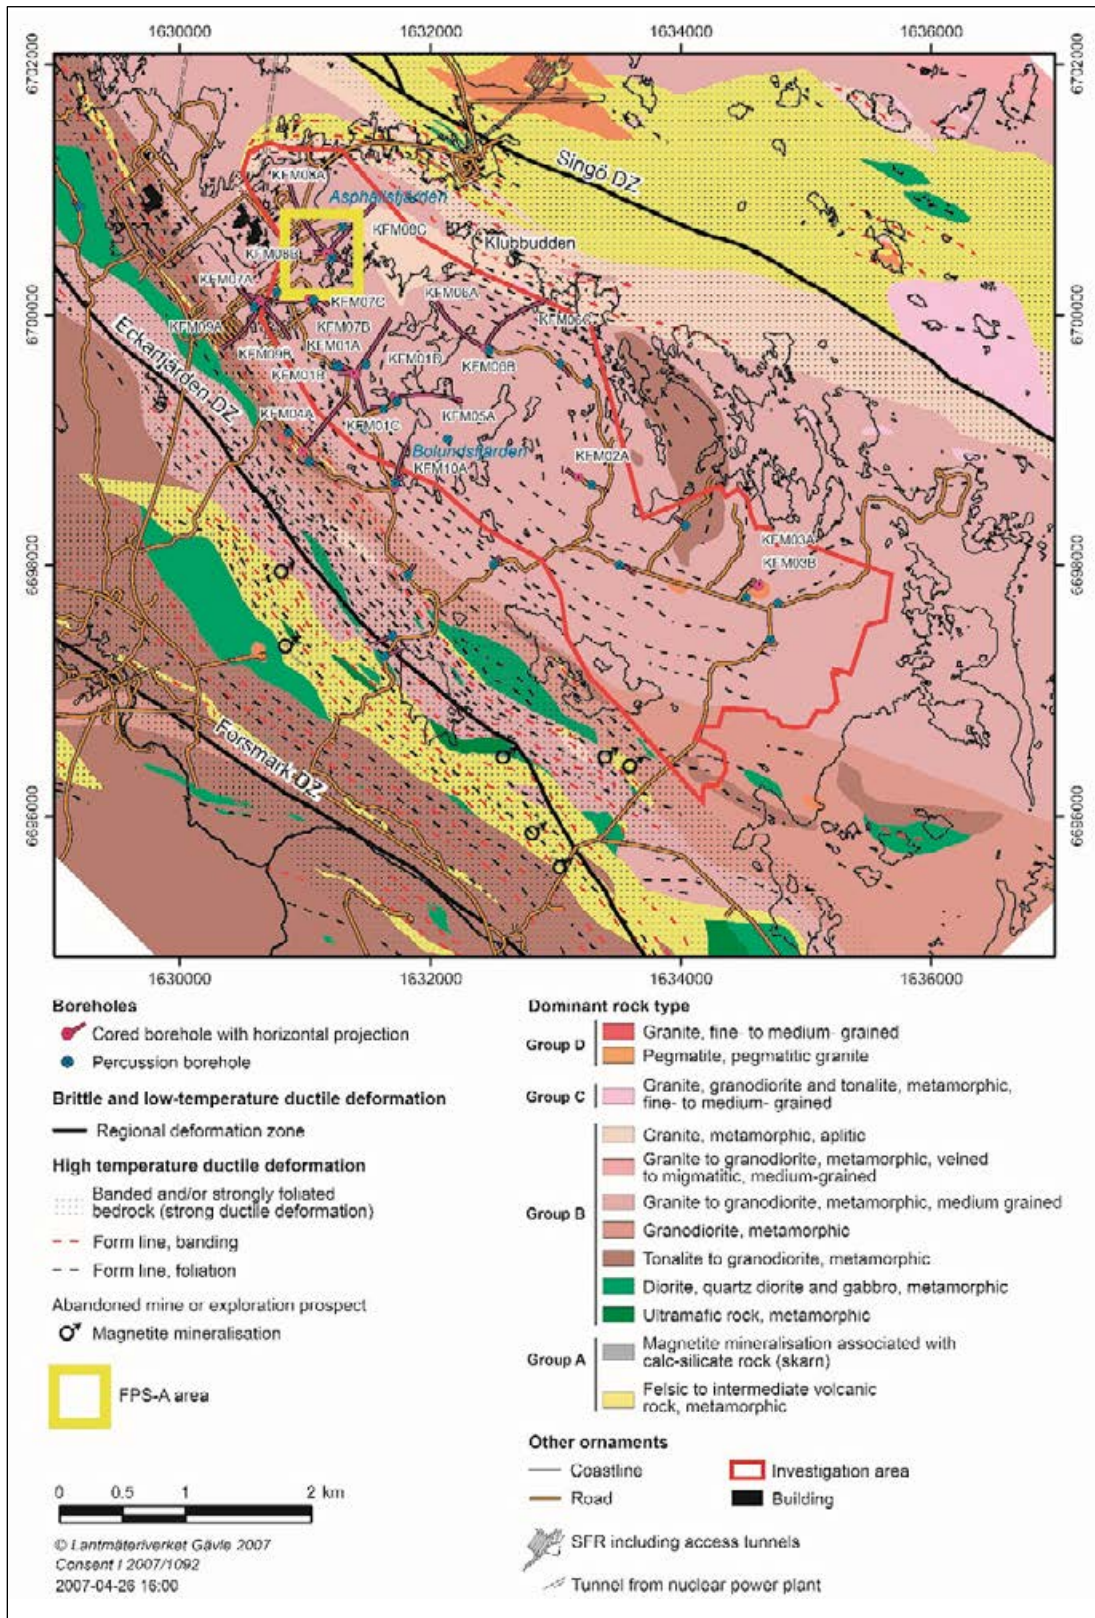 1630000
1632000
1634000
1636000
6702000
6702000
Singö DZ
KFM08A
Asphällsfjärden
KFM08C
Klubbudden
KFM08B
KFM07A
KFM07C
KFM06A
6700000
6700000
KFM09A
KFM07B
KFM06C
KFM01A
KFM09B
KFM01D
KFM06B
KFM01B
Eckarfjärden DZ
KFM04A
KFM01C
KFM05A
Bolundsfjärden
KFM10A
KFM02A
KFM03A
KFM03B
6698000
6698000
Forsmark DZ
6696000
6696000
1630000
1632000
1634000
1636000
Boreholes
Cored borehole with horizontal projection
Percussion borehole
Brittle and low-temperature ductile deformation
Regional deformation zone
High temperature ductile deformation
Banded and/or strongly foliated
bedrock (strong ductile deformation)
Form line, banding
Form line, foliation
Abandoned mine or exploration prospect
Magnetite mineralisation
FPS-A area
0 0.5 1 2 km
© Lantmäteriverket Gävle 2007
Consent I 2007/1092
2007-04-26 16:00
Dominant rock type
Group D
Granite, fine- to medium- grained
Pegmatite, pegmatitic granite
Group C
Granite, granodiorite and tonalite, metamorphic,
fine- to medium- grained
Group B
Granite, metamorphic, aplitic
Granite to granodiorite, metamorphic, veined
to migmatitic, medium-grained
Granite to granodiorite, metamorphic, medium grained
Granodiorite, metamorphic
Tonalite to granodiorite, metamorphic
Diorite, quartz diorite and gabbro, metamorphic
Ultramafic rock, metamorphic
Group A
Magnetite mineralisation associated with
calc-silicate rock (skarn)
Felsic to intermediate volcanic
rock, metamorphic
Other ornaments
Coastline
Road
Investigation area
Building
SFR including access tunnels
Tunnel from nuclear power plant